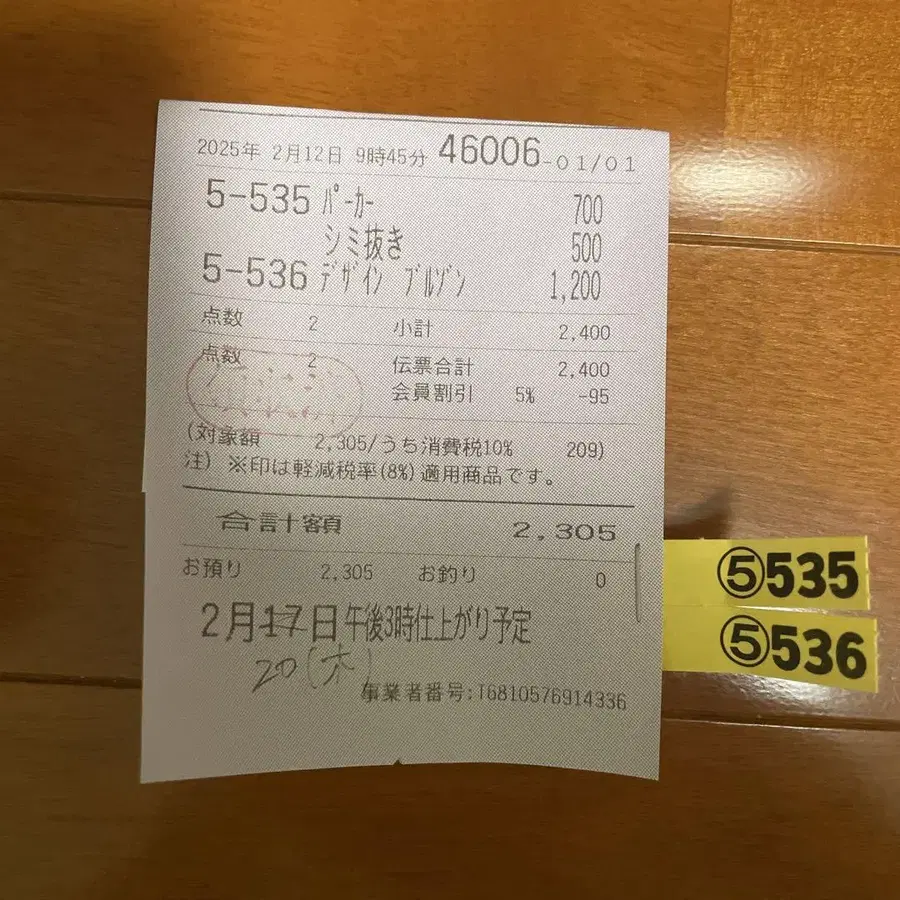 2025年 2月12日 9時45分 46006-01/01
5-535 パーカー 700
シミ抜き 500
5-536 デザイン ブルゾン 1,200
点数 2 小計 2,400
点数 2 伝票合計 2,400
会員割引 5% -95
(対象額 2,305/うち消費税10% 209)
注) ※印は軽減税率(8%)適用商品です。
合計額 2,305
お預り 2,305 お釣り 0
2月17日午後3時仕上がり予定
20(木)
事業者番号:T6810576914336
⑤535
⑤536